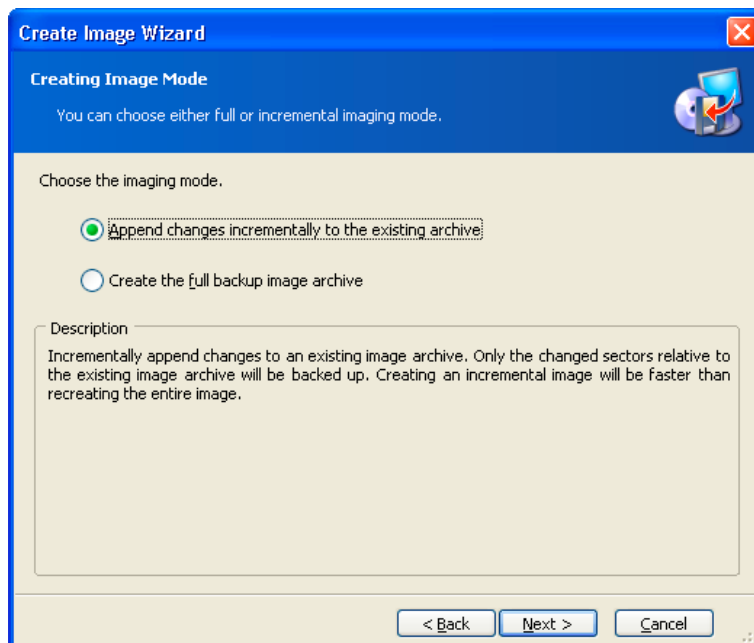 Create Image Wizard
Creating Image Mode
You can choose either full or incremental imaging mode.
Choose the imaging mode.
Append changes incrementally to the existing archive
Create the full backup image archive
Description
Incrementally append changes to an existing image archive. Only the changed sectors relative to
the existing image archive will be backed up. Creating an incremental image will be faster than
recreating the entire image.
< Back
Next >
Cancel